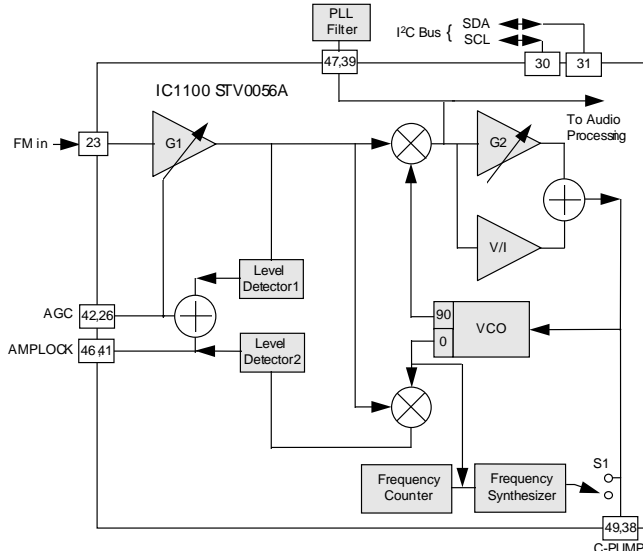 PLL
Filter
I²C Bus {
SDA
SCL
47,39
30
31
IC1100 STV0056A
To Audio
Processing
FM in
23
G1
G2
V/I
Level
Detector1
AGC
42,26
90
0
VCO
AMPLOCK
46,41
Level
Detector2
S1
Frequency
Counter
Frequency
Synthesizer
49,38
C-PUMP